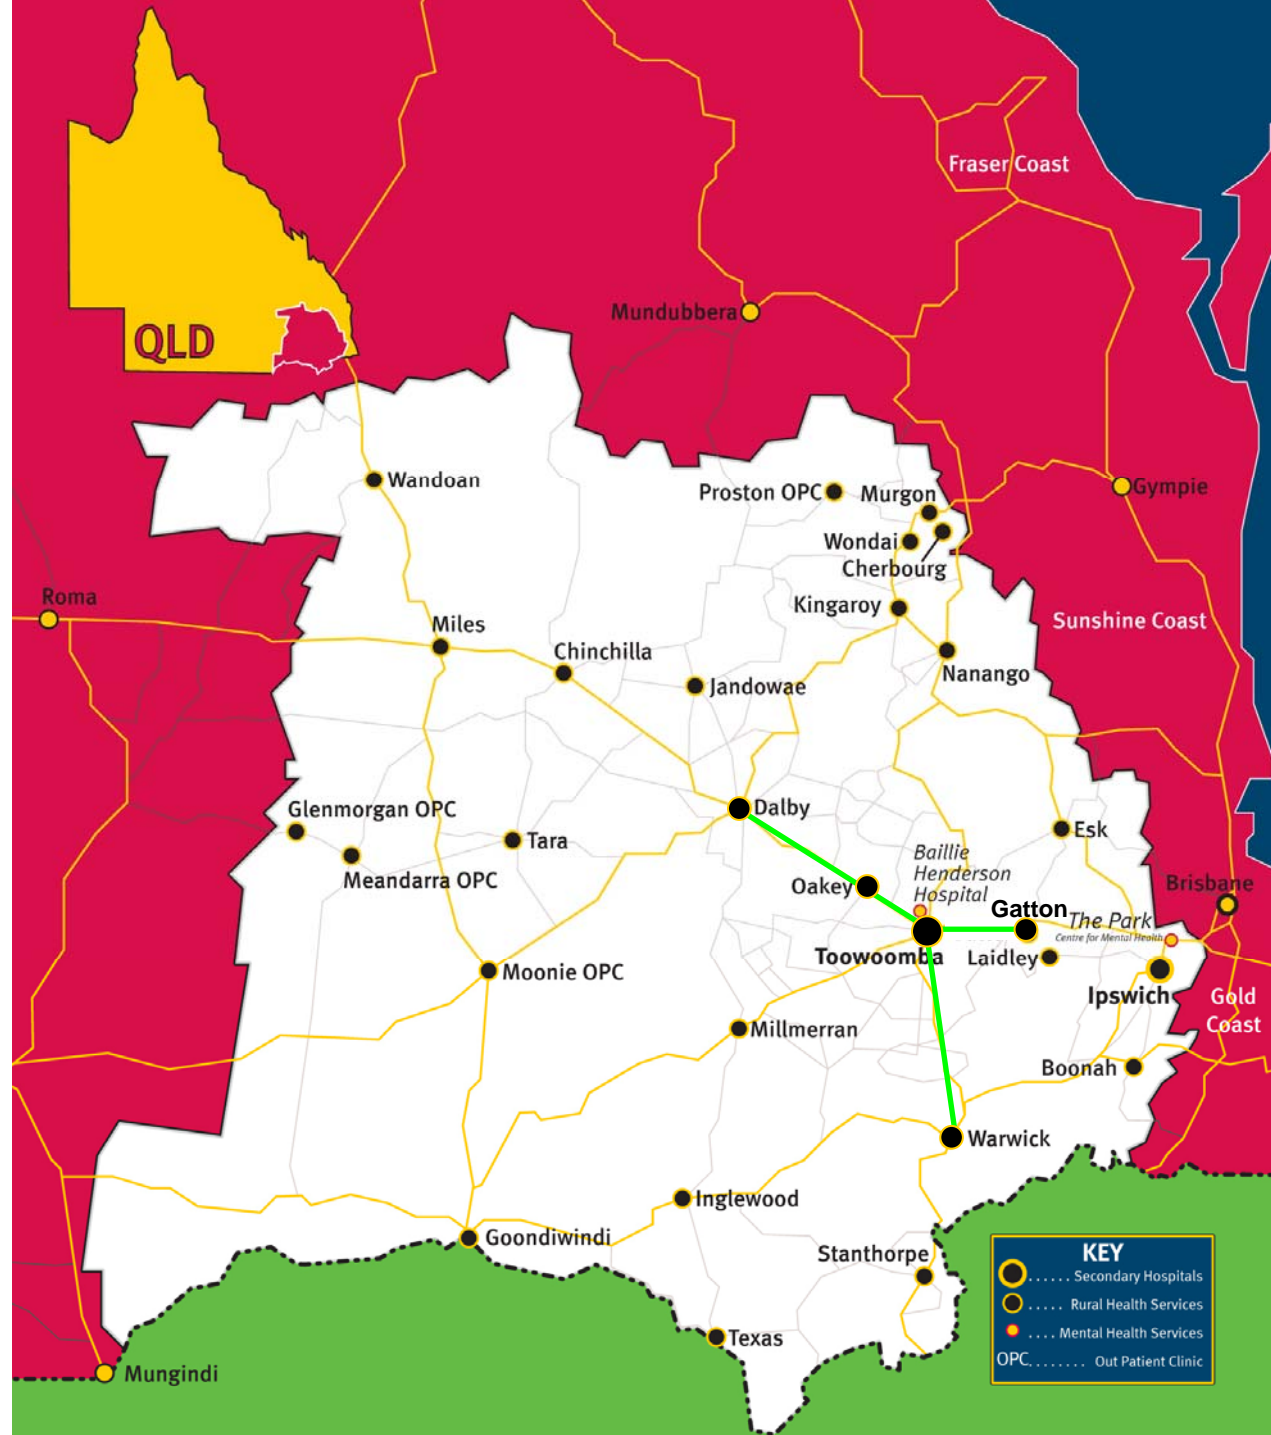 Fraser Coast
Mundubbera
QLD
Wandoan
Proston OPC
Murgon
Gympie
Wondai
Cherbourg
Roma
Kingaroy
Miles
Sunshine Coast
Chinchilla
Nanango
Jandowae
Glenmorgan OPC
Dalby
Esk
Tara
Baillie
Henderson
Hospital
Meandarra OPC
Oakey
Brisbane
Gatton
The Park
Centre for Mental Health
Toowoomba
Laidley
Moonie OPC
Ipswich
Gold
Coast
Millmerran
Boonah
Warwick
Inglewood
Goondiwindi
Stanthorpe
KEY
...... Secondary Hospitals
..... Rural Health Services
.... Mental Health Services
OPC........ Out Patient Clinic
Texas
Mungindi